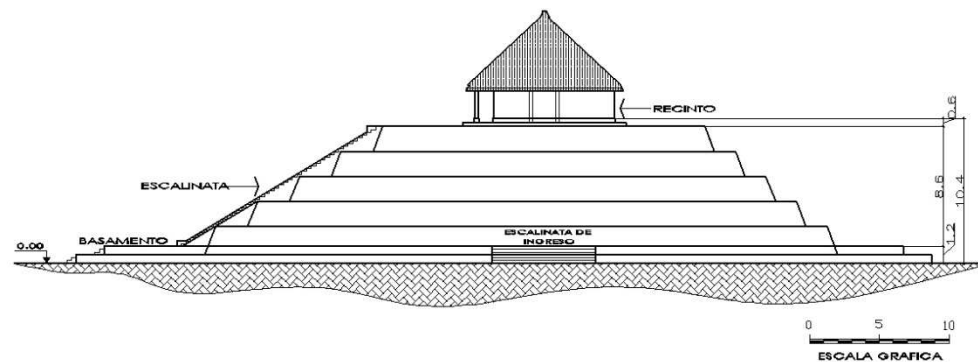 RECINTO
0.6
ESCALINATA
8.6
10.4
ESCALINATA DE
INGRESO
BASAMENTO
0.00
1.2
0 5 10
ESCALA GRAFICA